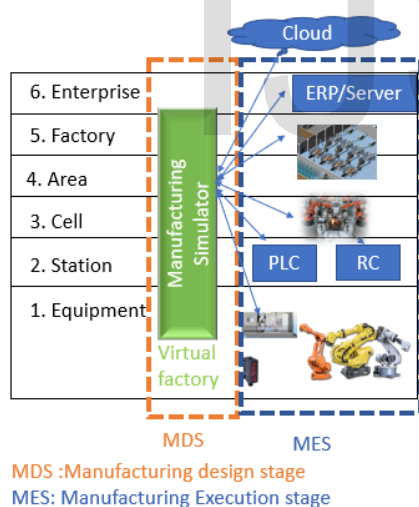 Cloud
6. Enterprise
ERP/Server
5. Factory
4. Area
3. Cell
2. Station
1. Equipment
Manufacturing
Simulator
PLC
RC
Virtual
factory
MDS
MES
MDS :Manufacturing design stage
MES: Manufacturing Execution stage